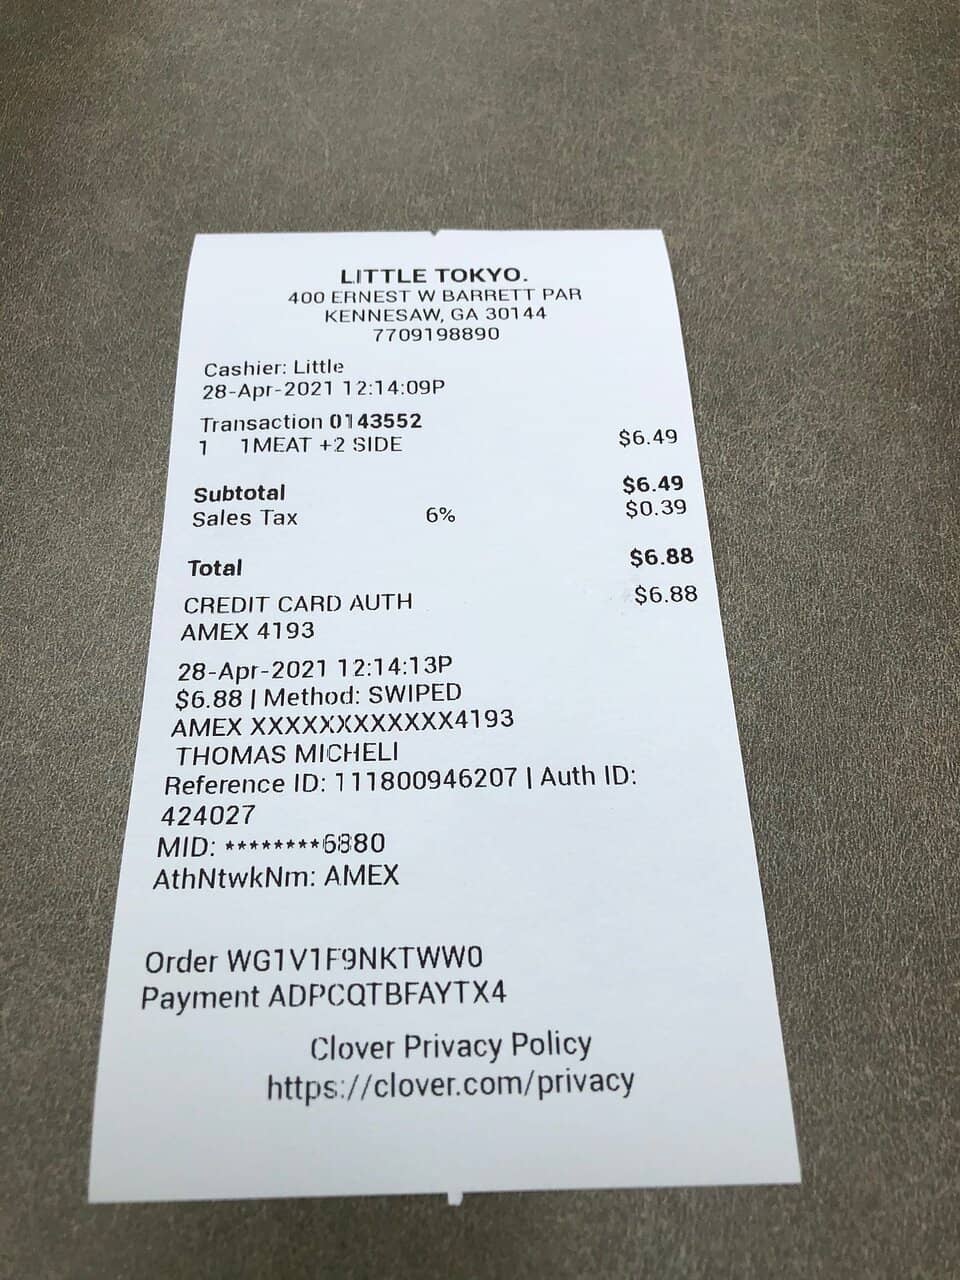 LITTLE TOKYO.
400 ERNEST W BARRETT PAR
KENNESAW, GA 30144
7709198890
Cashier: Little
28-Apr-2021 12:14:09P
Transaction 0143552
1 1MEAT +2 SIDE $6.49
Subtotal $6.49
Sales Tax 6% $0.39
Total $6.88
CREDIT CARD AUTH $6.88
AMEX 4193
28-Apr-2021 12:14:13P
$6.88 | Method: SWIPED
AMEX XXXXXXXXXXXX4193
THOMAS MICHELI
Reference ID: 111800946207 | Auth ID:
424027
MID: ********6880
AthNtwkNm: AMEX
Order WG1V1F9NKTWW0
Payment ADPCQTBFAYTX4
Clover Privacy Policy
https://clover.com/privacy